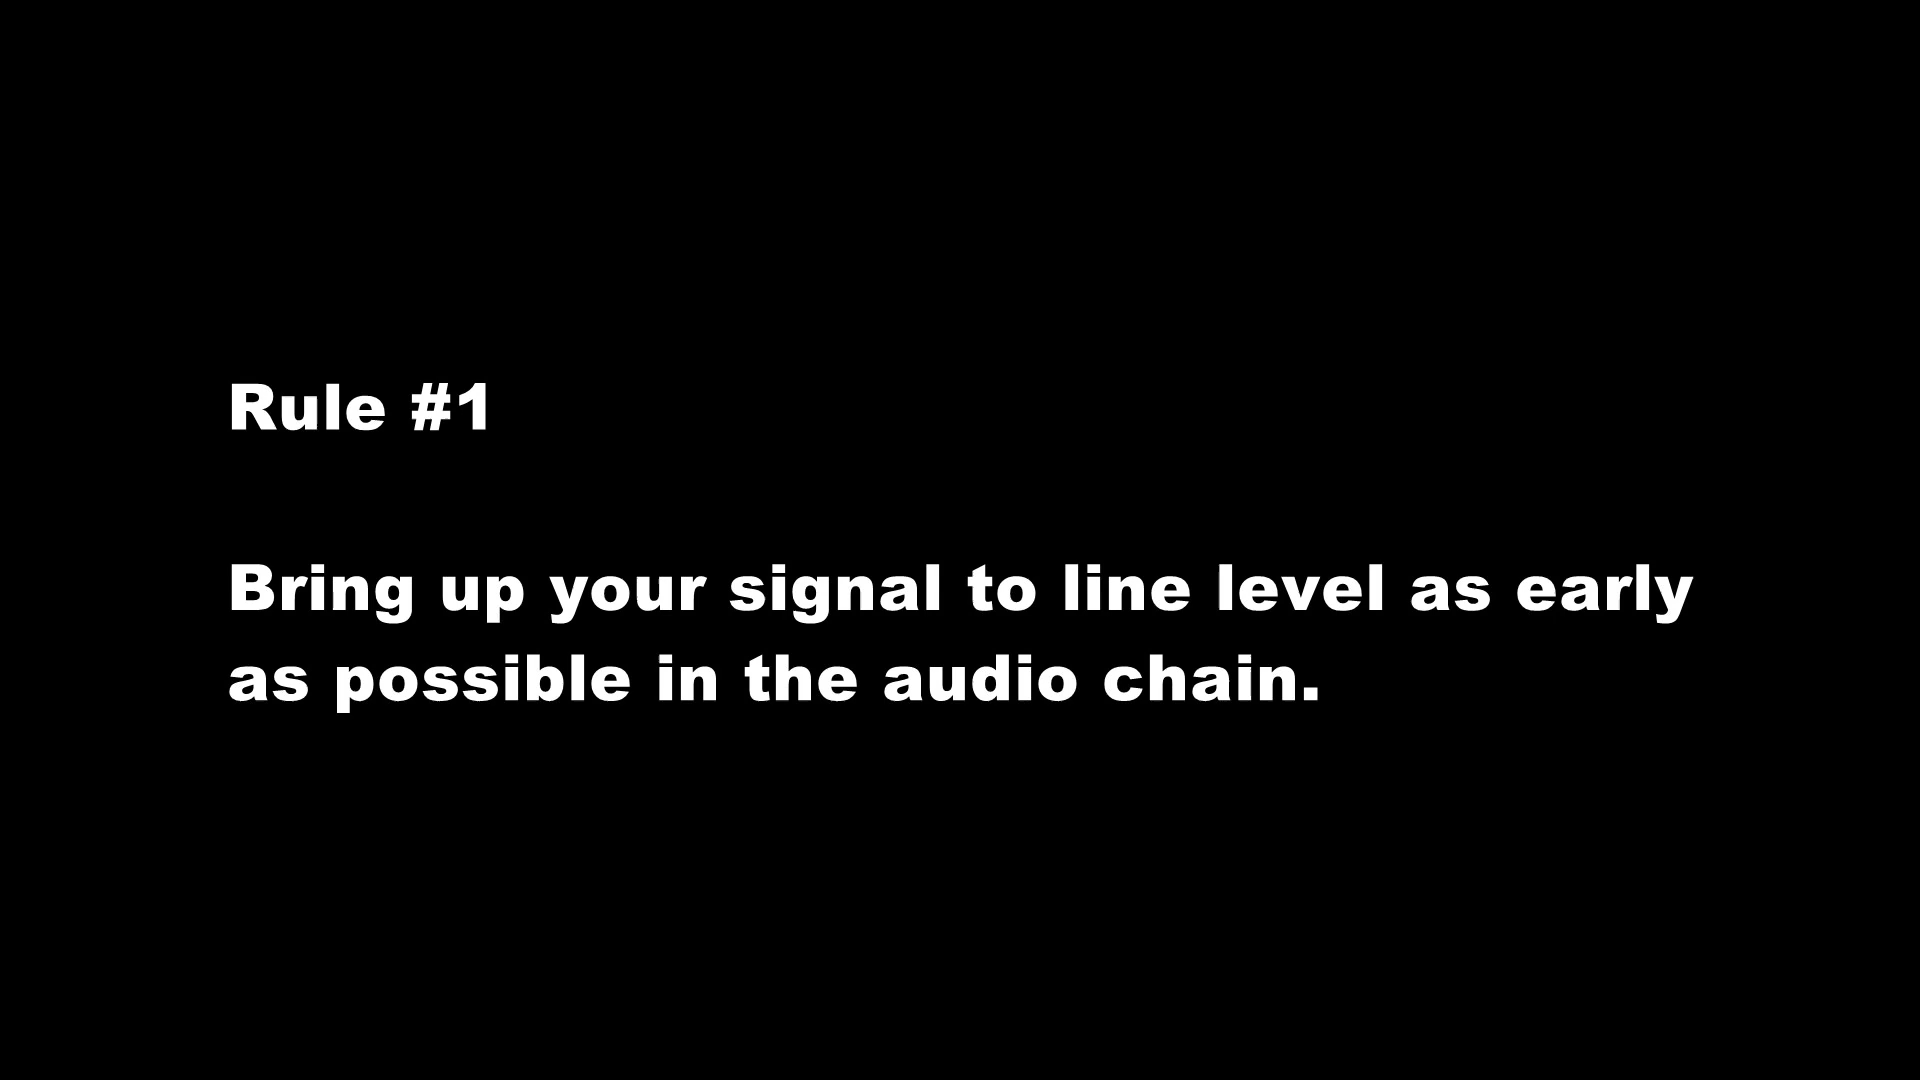 Rule #1
Bring up your signal to line level as early
as possible in the audio chain.